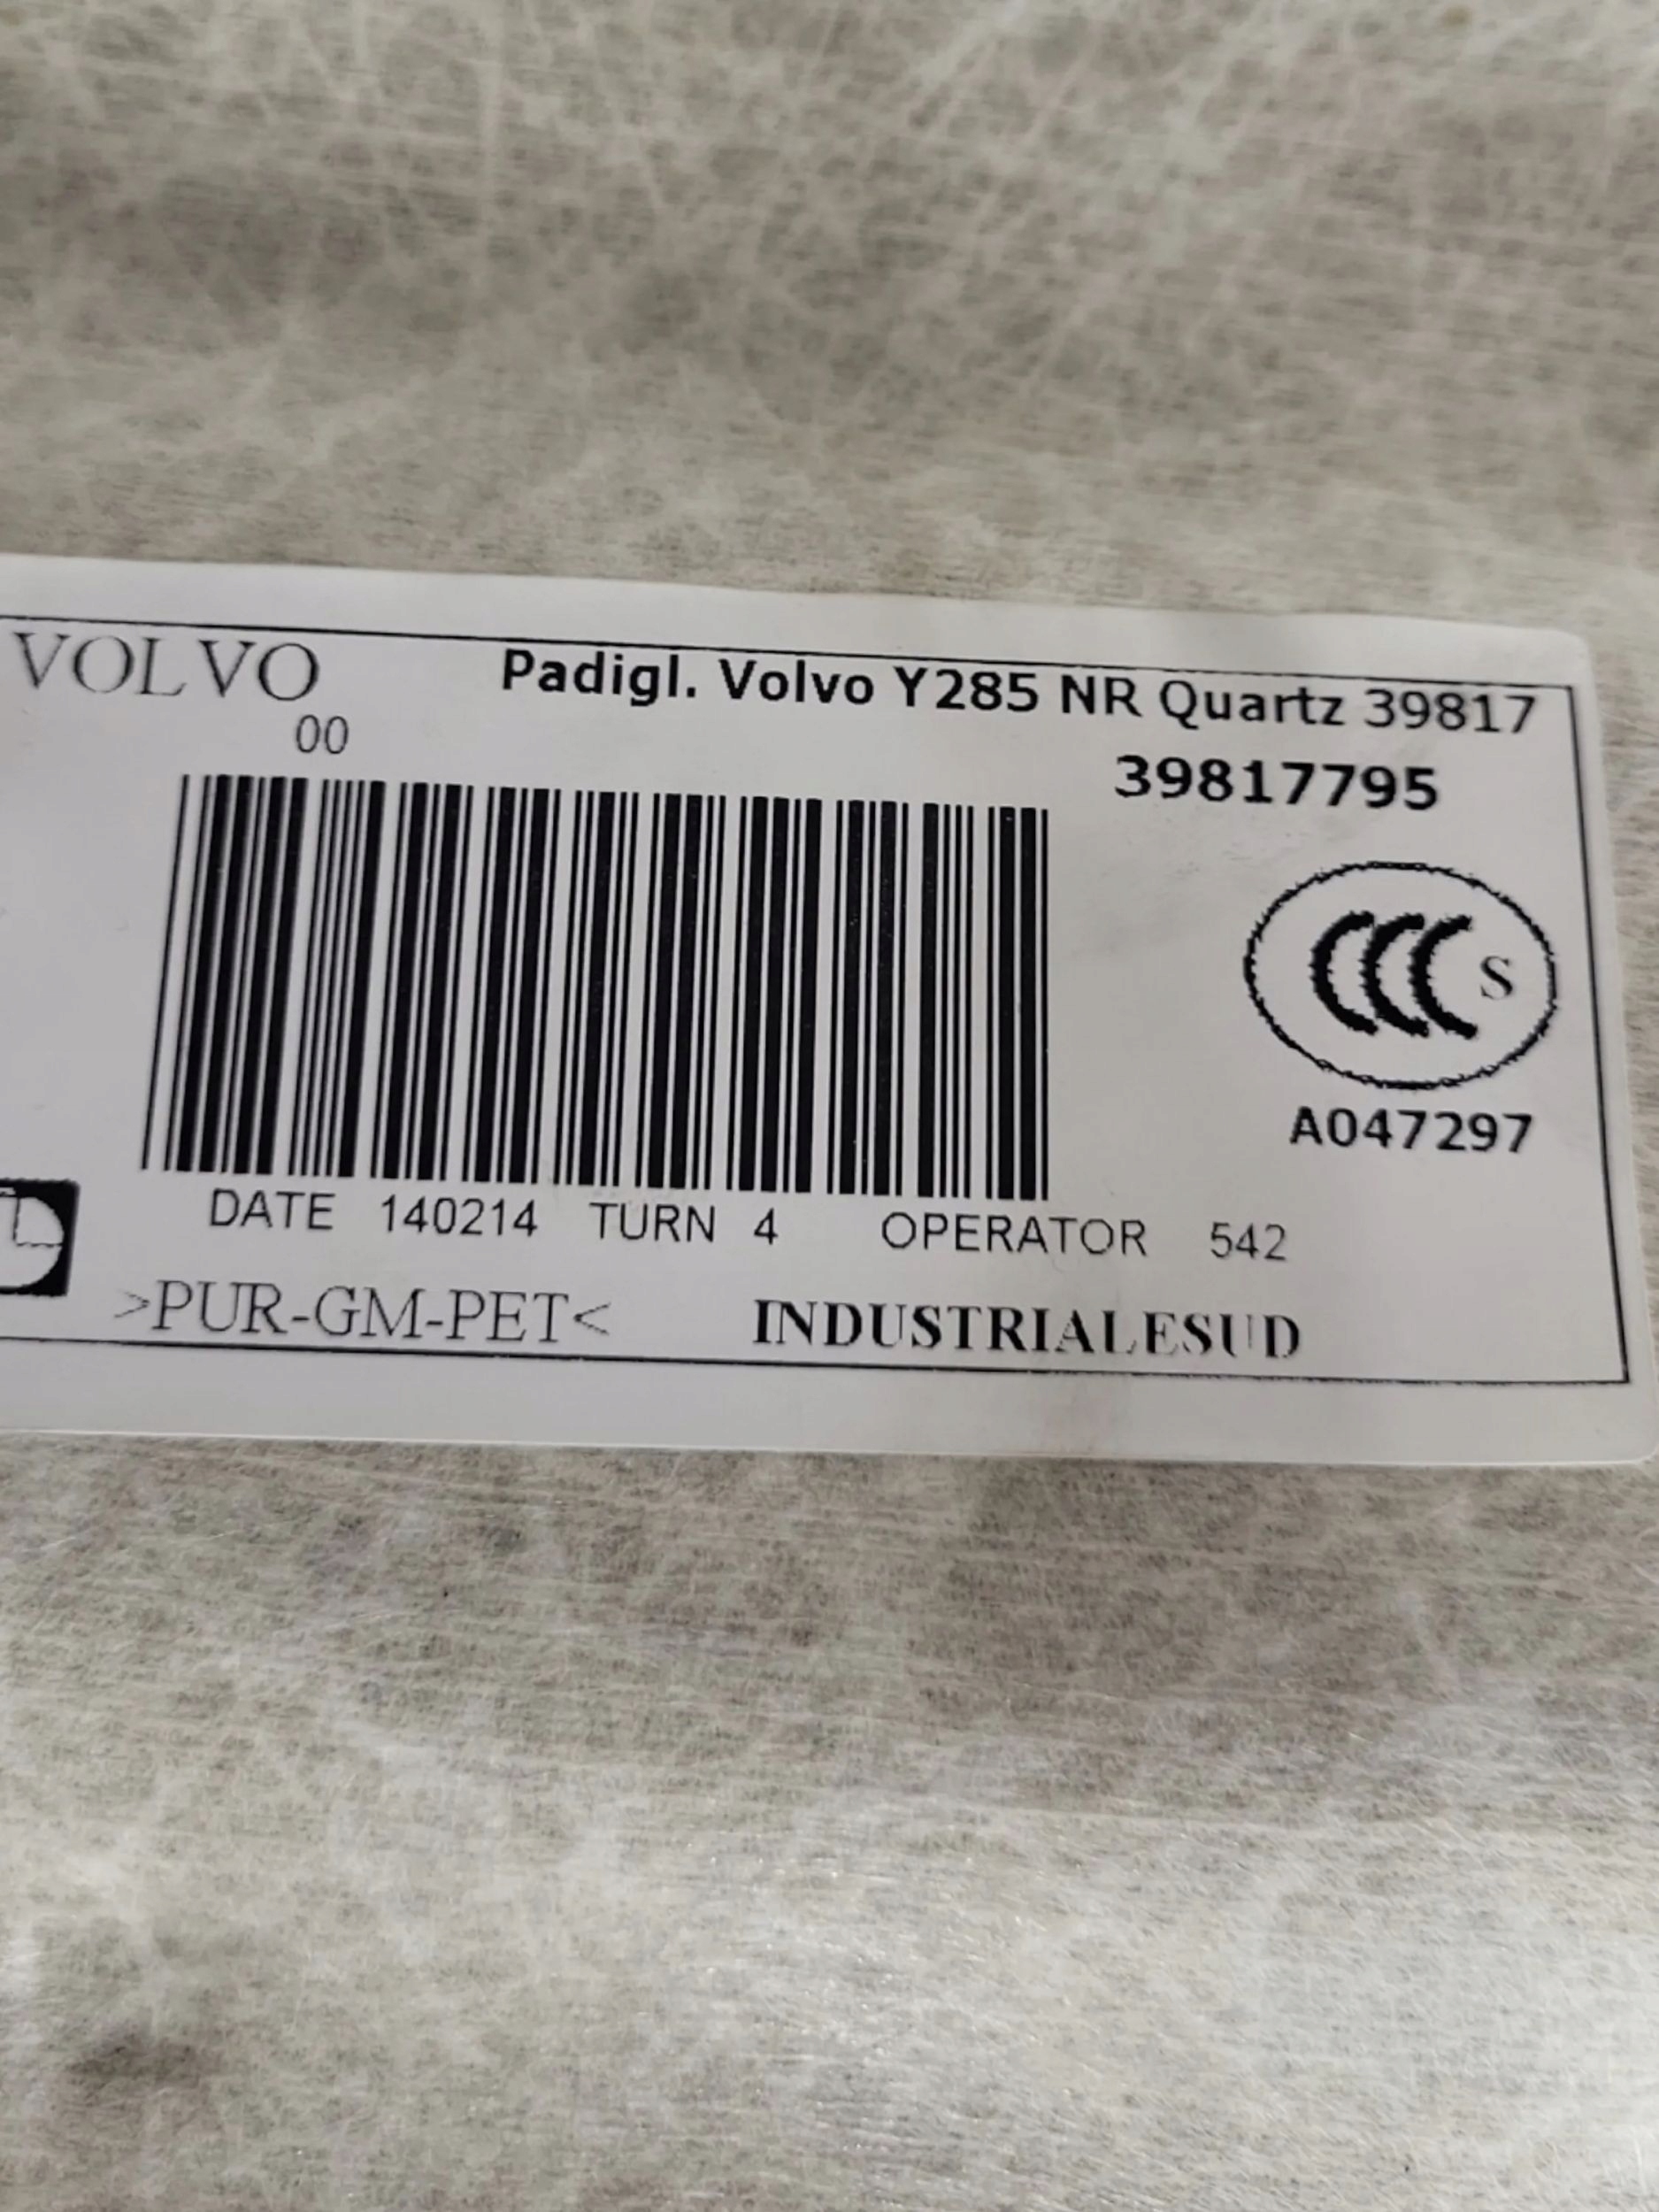 VOLVO
Padigl. Volvo Y285 NR Quartz 39817
00
39817795
CCC S
A047297
DATE 140214 TURN 4 OPERATOR 542
>PUR-GM-PET<
INDUSTRIALESUD